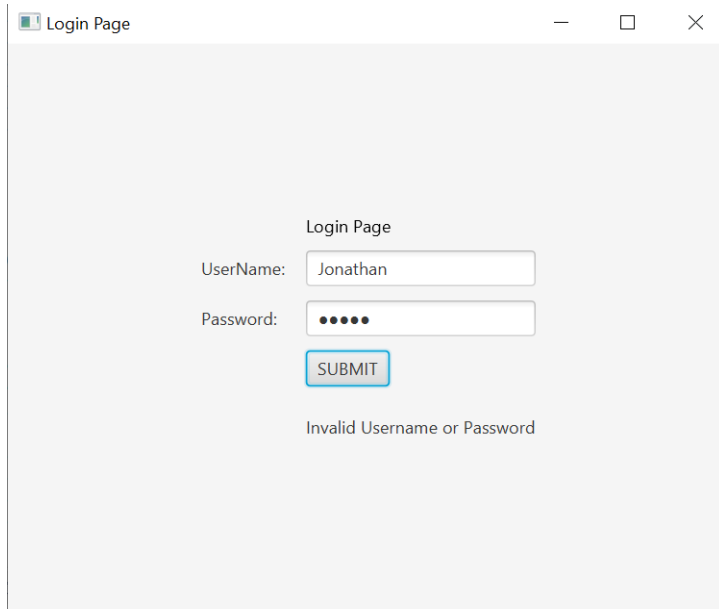 Login Page
Login Page
UserName: Jonathan
Password: ●●●●●
SUBMIT
Invalid Username or Password